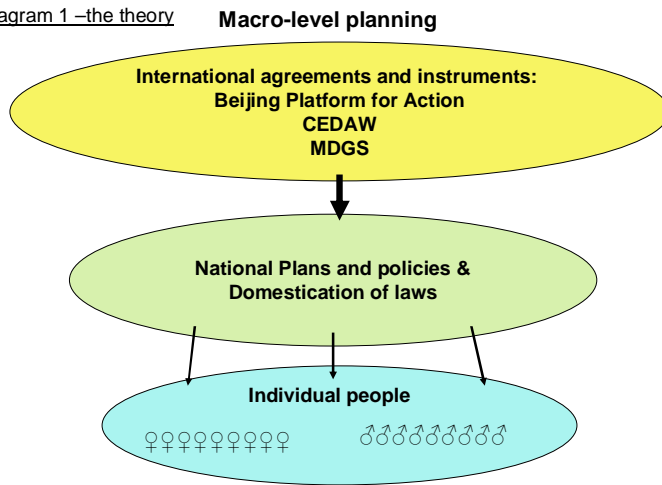 agram 1 –the theory
Macro-level planning
International agreements and instruments:
Beijing Platform for Action
CEDAW
MDGS
National Plans and policies &
Domestication of laws
Individual people
♀♀♀♀♀♀♀♀♀ ♂♂♂♂♂♂♂♂♂